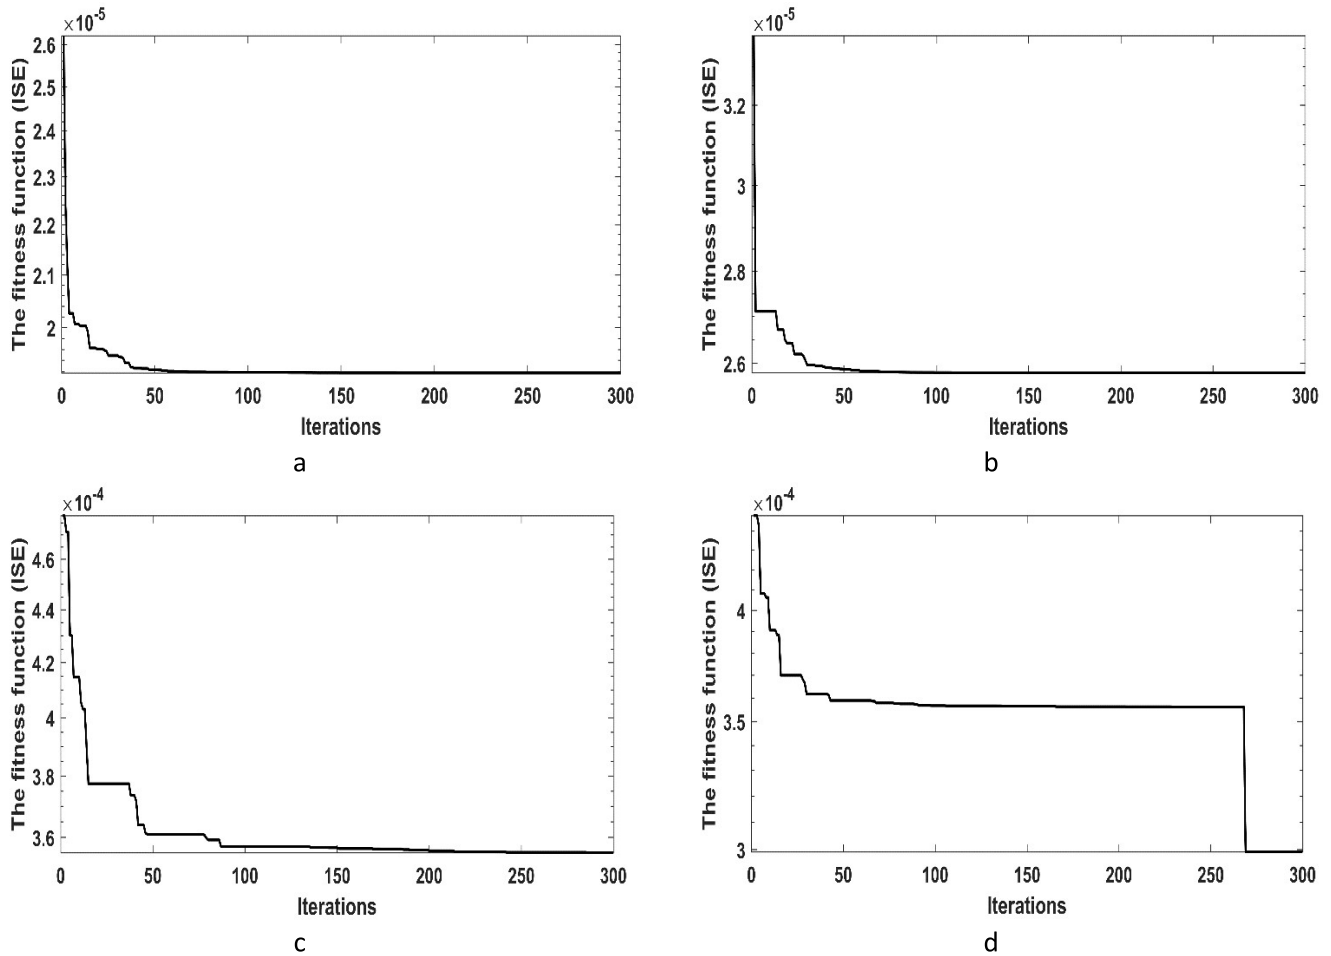 ×10-5
2.6
2.5
2.4
2.3
2.2
2.1
2
The fitness function (ISE)
0 50 100 150 200 250 300
Iterations
a
×10-5
3.2
3
2.8
2.6
The fitness function (ISE)
0 50 100 150 200 250 300
Iterations
b
×10-4
4.6
4.4
4.2
4
3.8
3.6
The fitness function (ISE)
0 50 100 150 200 250 300
Iterations
c
×10-4
4
3.5
3
The fitness function (ISE)
0 50 100 150 200 250 300
Iterations
d